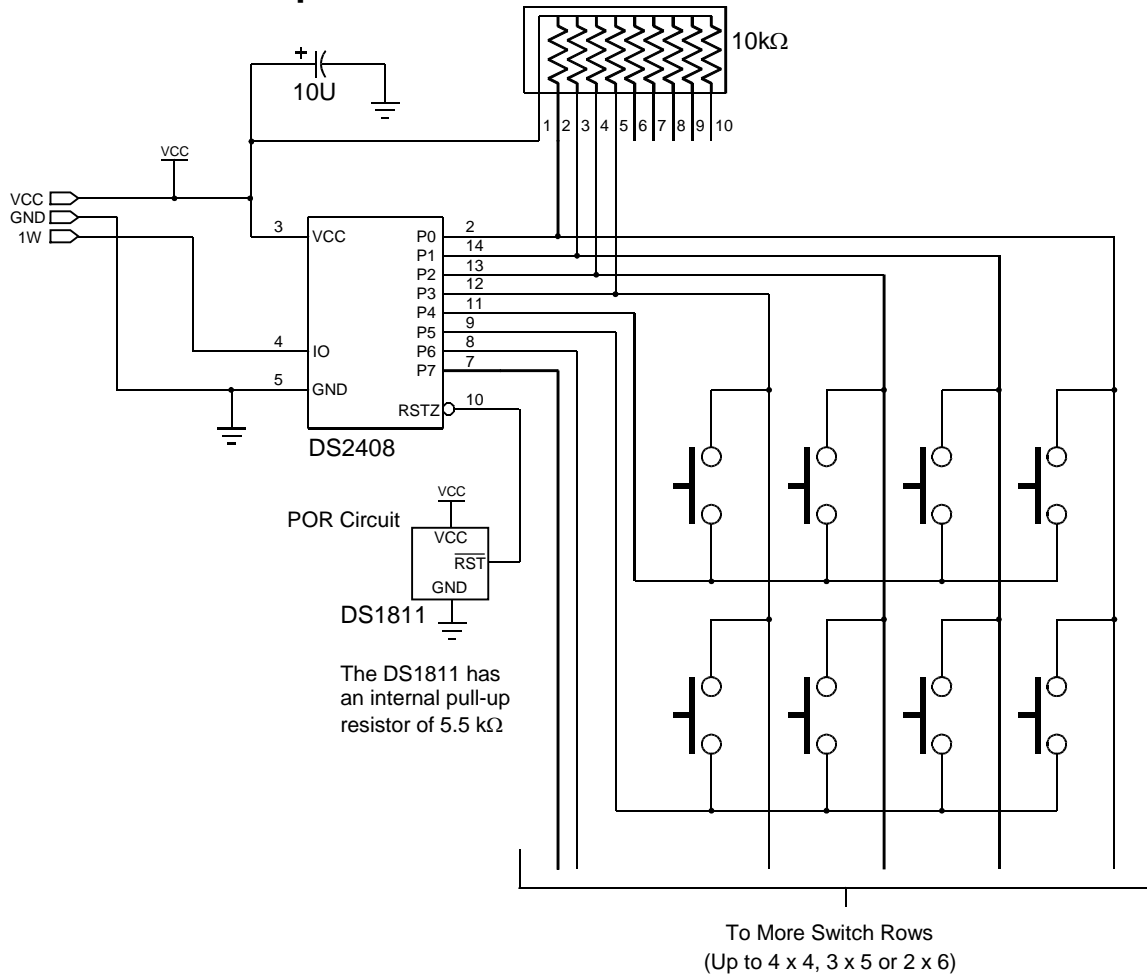 10kΩ
+
10U
1 2 3 4 5 6 7 8 9 10
VCC
VCC
GND
1W
3 VCC
4 IO
5 GND
P0 2
P1 14
P2 13
P3 12
P4 11
P5 9
P6 8
P7 7
RSTZ 10
DS2408
POR Circuit
VCC
VCC
RST
GND
DS1811
The DS1811 has
an internal pull-up
resistor of 5.5 kΩ
To More Switch Rows
(Up to 4 x 4, 3 x 5 or 2 x 6)